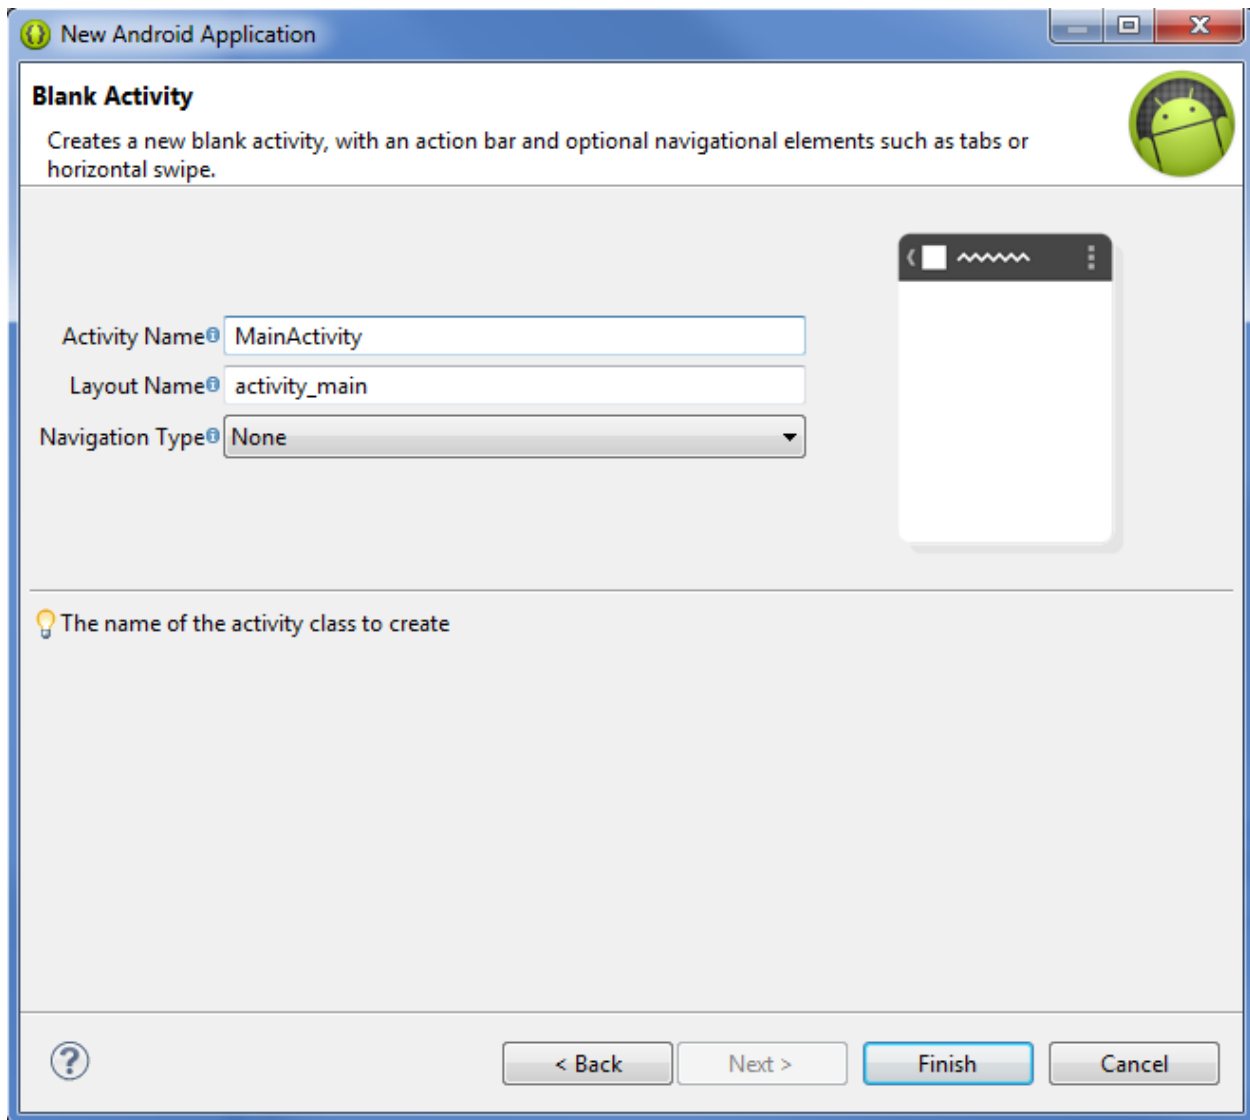 New Android Application
Blank Activity
Creates a new blank activity, with an action bar and optional navigational elements such as tabs or
horizontal swipe.
Activity Name MainActivity
Layout Name activity_main
Navigation Type None
The name of the activity class to create
? < Back Next > Finish Cancel